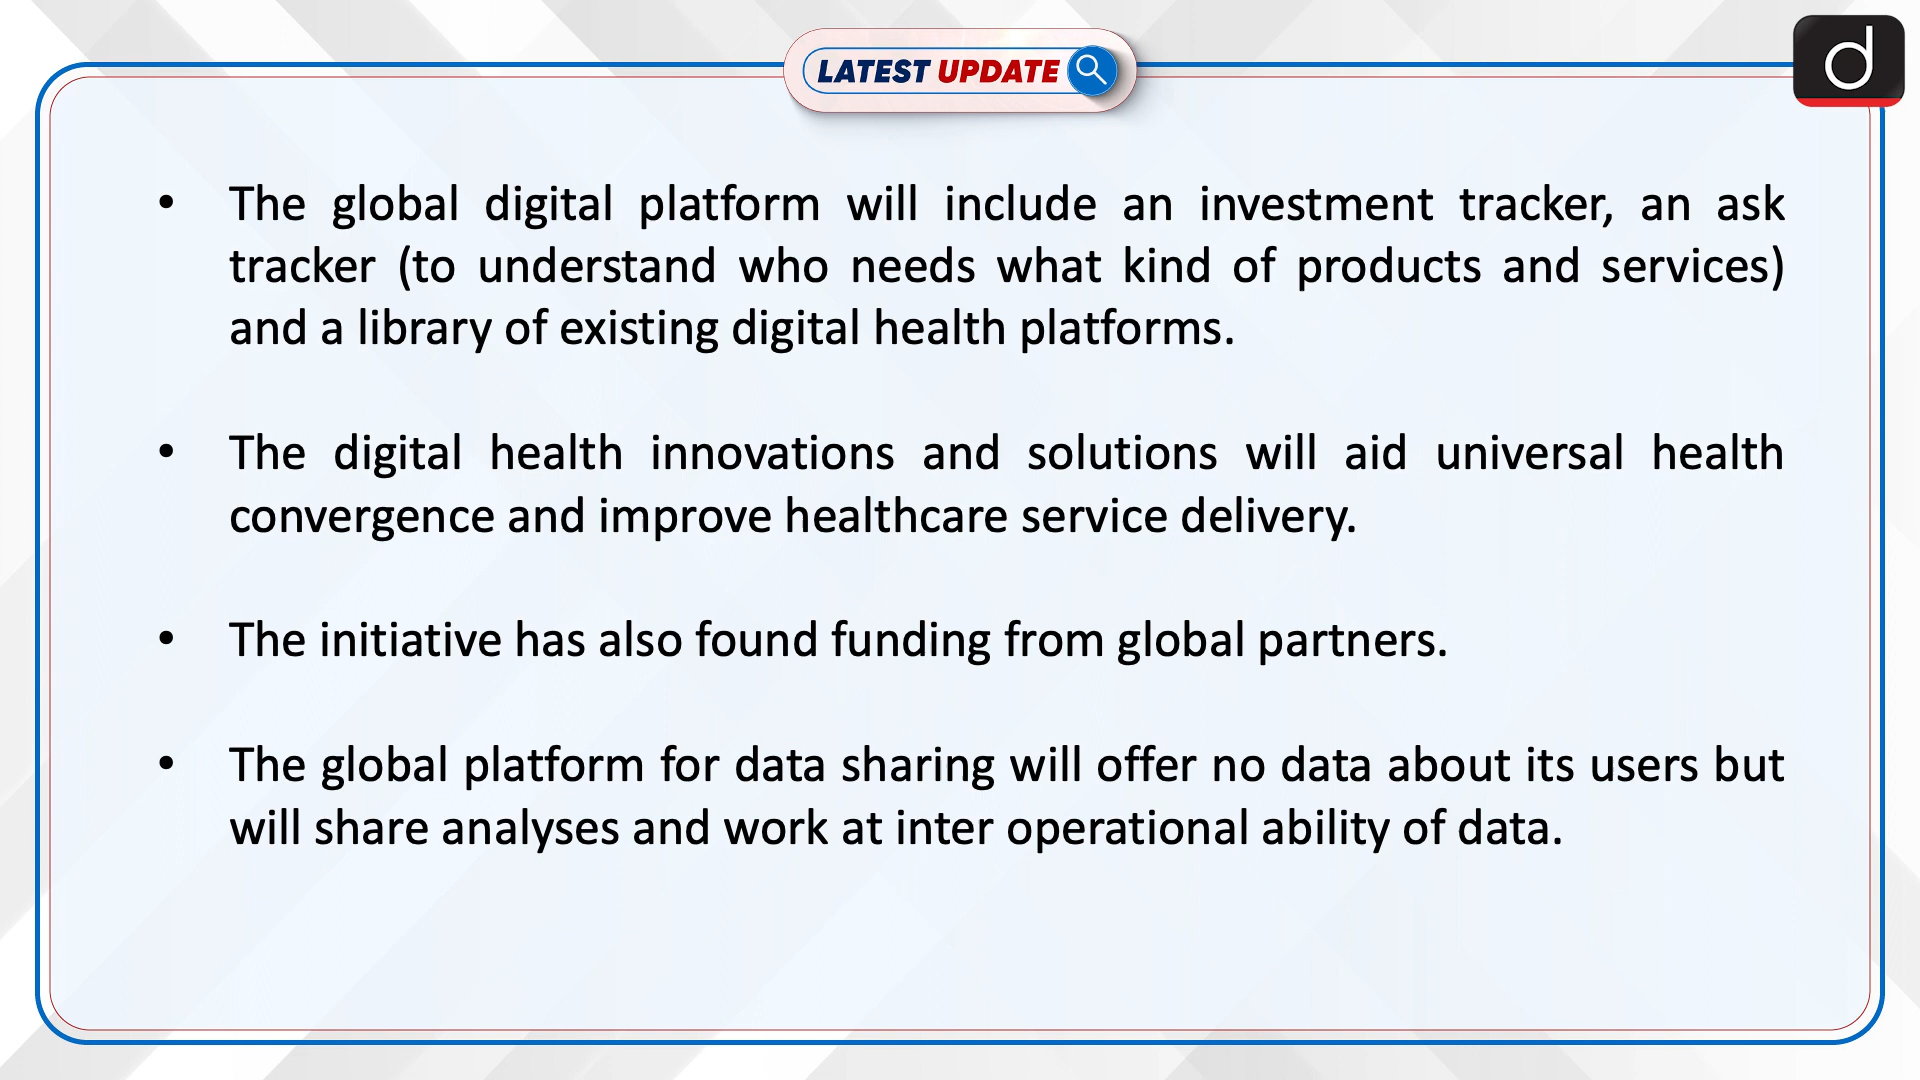 LATEST UPDATE
d
• The global digital platform will include an investment tracker, an ask
tracker (to understand who needs what kind of products and services)
and a library of existing digital health platforms.
• The digital health innovations and solutions will aid universal health
convergence and improve healthcare service delivery.
• The initiative has also found funding from global partners.
• The global platform for data sharing will offer no data about its users but
will share analyses and work at inter operational ability of data.